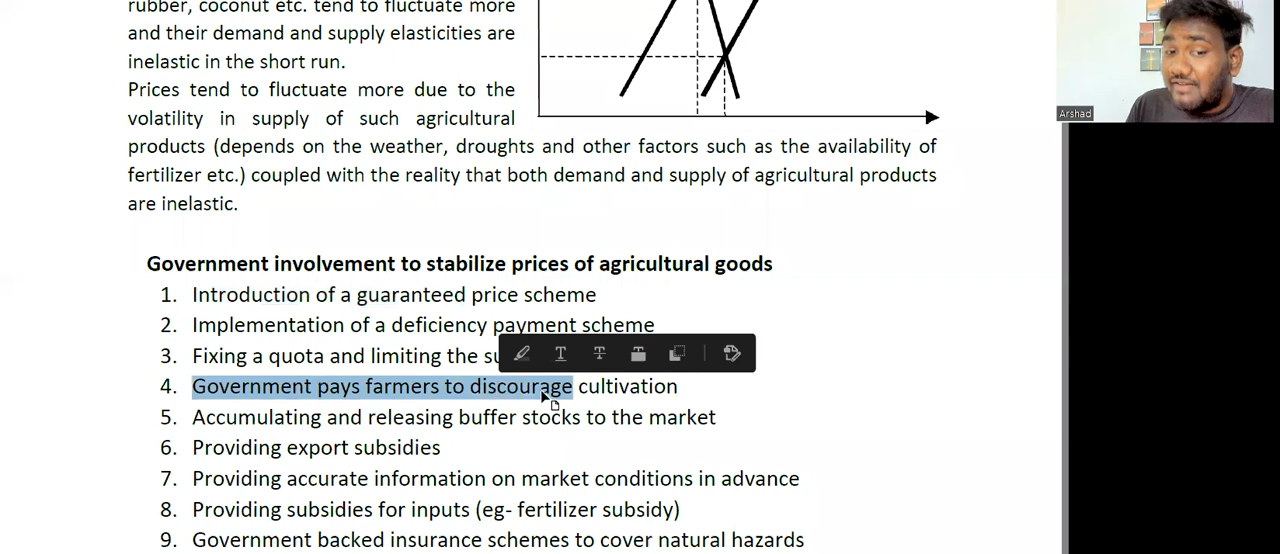 rubber, coconut etc. tend to fluctuate more
and their demand and supply elasticities are
inelastic in the short run.
Prices tend to fluctuate more due to the
volatility in supply of such agricultural
products (depends on the weather, droughts and other factors such as the availability of
fertilizer etc.) coupled with the reality that both demand and supply of agricultural products
are inelastic.
Arshad
Government involvement to stabilize prices of agricultural goods
1. Introduction of a guaranteed price scheme
2. Implementation of a deficiency payment scheme
3. Fixing a quota and limiting the su
4. Government pays farmers to discourage cultivation
5. Accumulating and releasing buffer stocks to the market
6. Providing export subsidies
7. Providing accurate information on market conditions in advance
8. Providing subsidies for inputs (eg- fertilizer subsidy)
9. Government backed insurance schemes to cover natural hazards